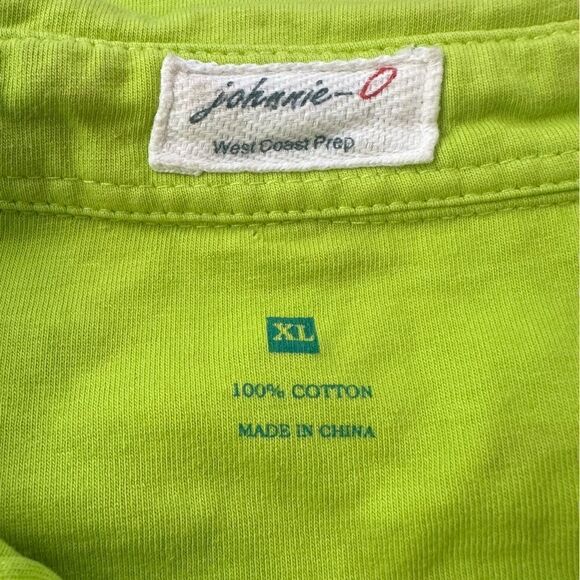 johnnie-O
West Coast Prep
XL
100% COTTON
MADE IN CHINA